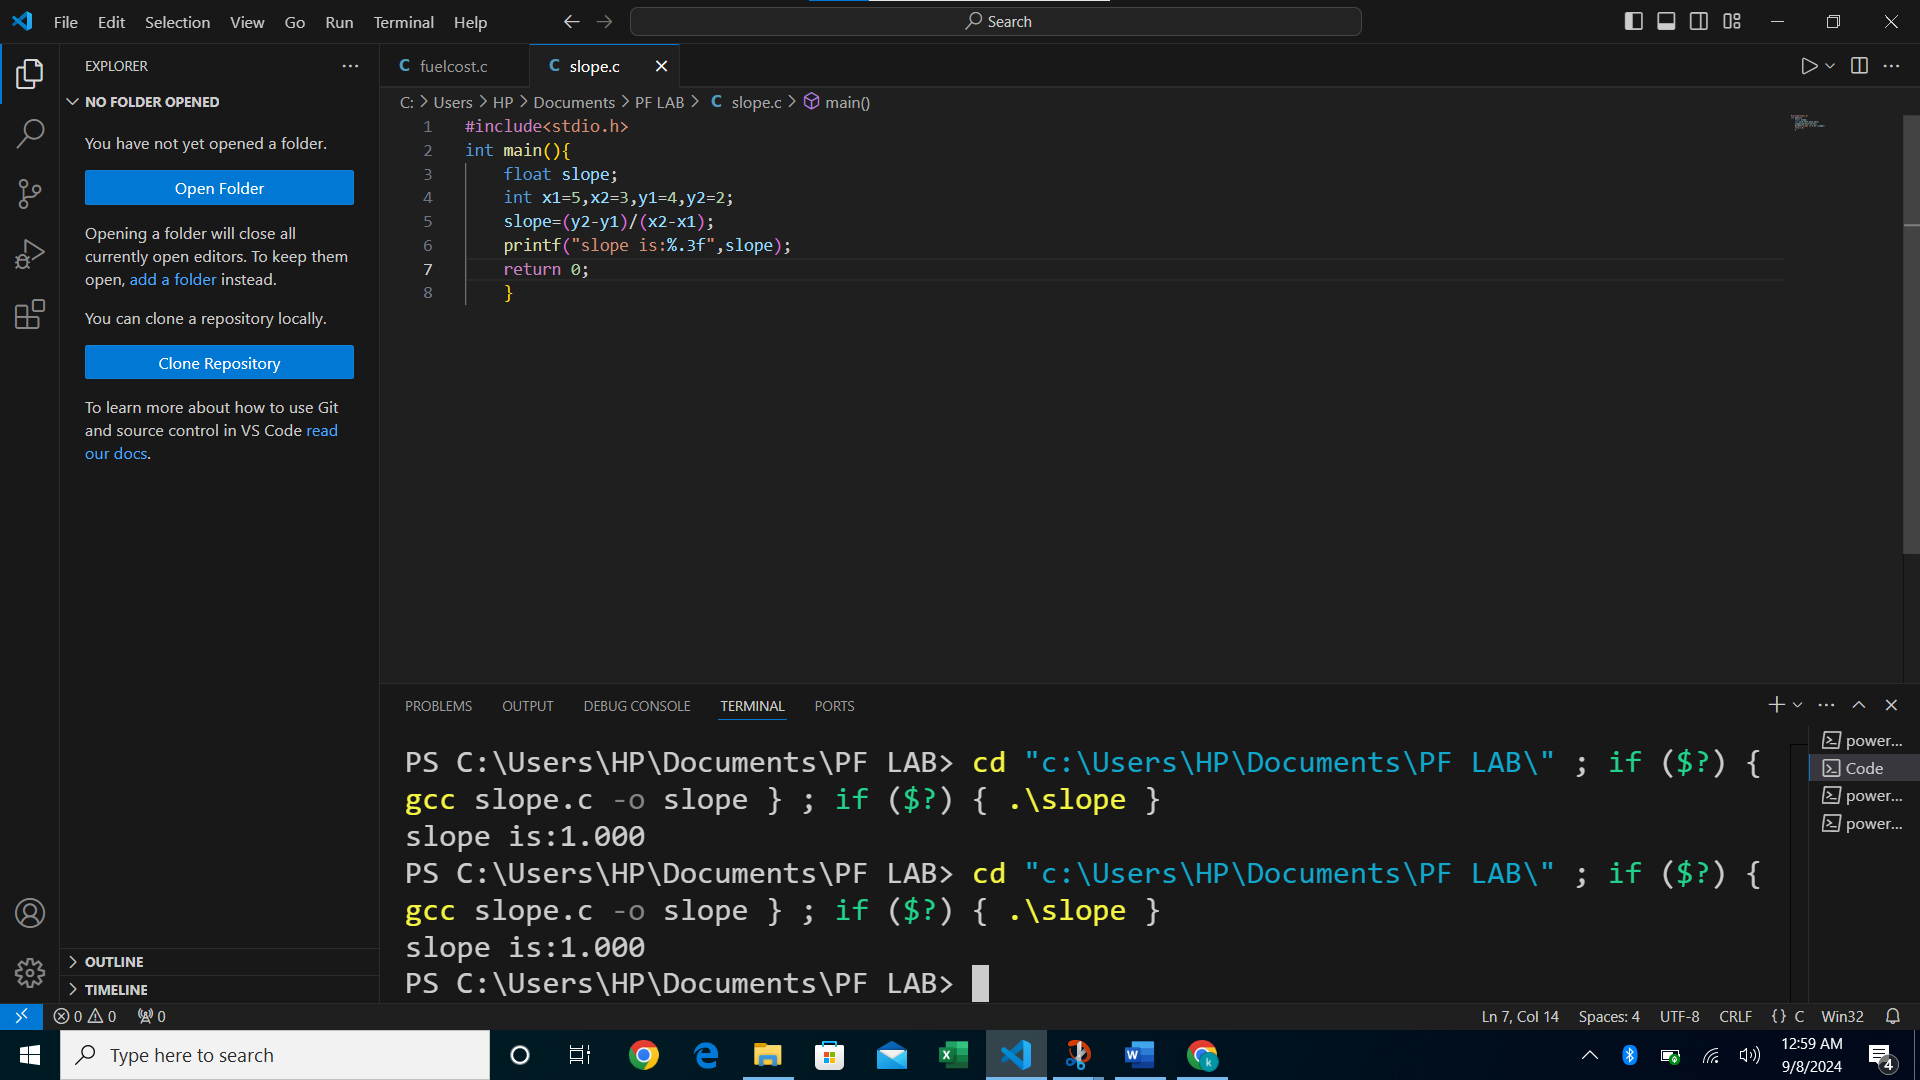 File Edit Selection View Go Run Terminal Help
Search
EXPLORER
NO FOLDER OPENED
You have not yet opened a folder.
Open Folder
Opening a folder will close all
currently open editors. To keep them
open, add a folder instead.
You can clone a repository locally.
Clone Repository
To learn more about how to use Git
and source control in VS Code read
our docs.
OUTLINE
TIMELINE
C fuelcost.c
C slope.c
C: > Users > HP > Documents > PF LAB > C slope.c > main()
1 #include<stdio.h>
2 int main(){
3 float slope;
4 int x1=5,x2=3,y1=4,y2=2;
5 slope=(y2-y1)/(x2-x1);
6 printf("slope is:%.3f",slope);
7 return 0;
8 }
PROBLEMS OUTPUT DEBUG CONSOLE TERMINAL PORTS
PS C:\Users\HP\Documents\PF LAB> cd "c:\Users\HP\Documents\PF LAB\" ; if ($?) {
gcc slope.c -o slope } ; if ($?) { .\slope }
slope is:1.000
PS C:\Users\HP\Documents\PF LAB> cd "c:\Users\HP\Documents\PF LAB\" ; if ($?) {
gcc slope.c -o slope } ; if ($?) { .\slope }
slope is:1.000
PS C:\Users\HP\Documents\PF LAB>
power...
Code
power...
power...
0 0 0
Ln 7, Col 14 Spaces: 4 UTF-8 CRLF {} C Win32
Type here to search
12:59 AM
9/8/2024
4